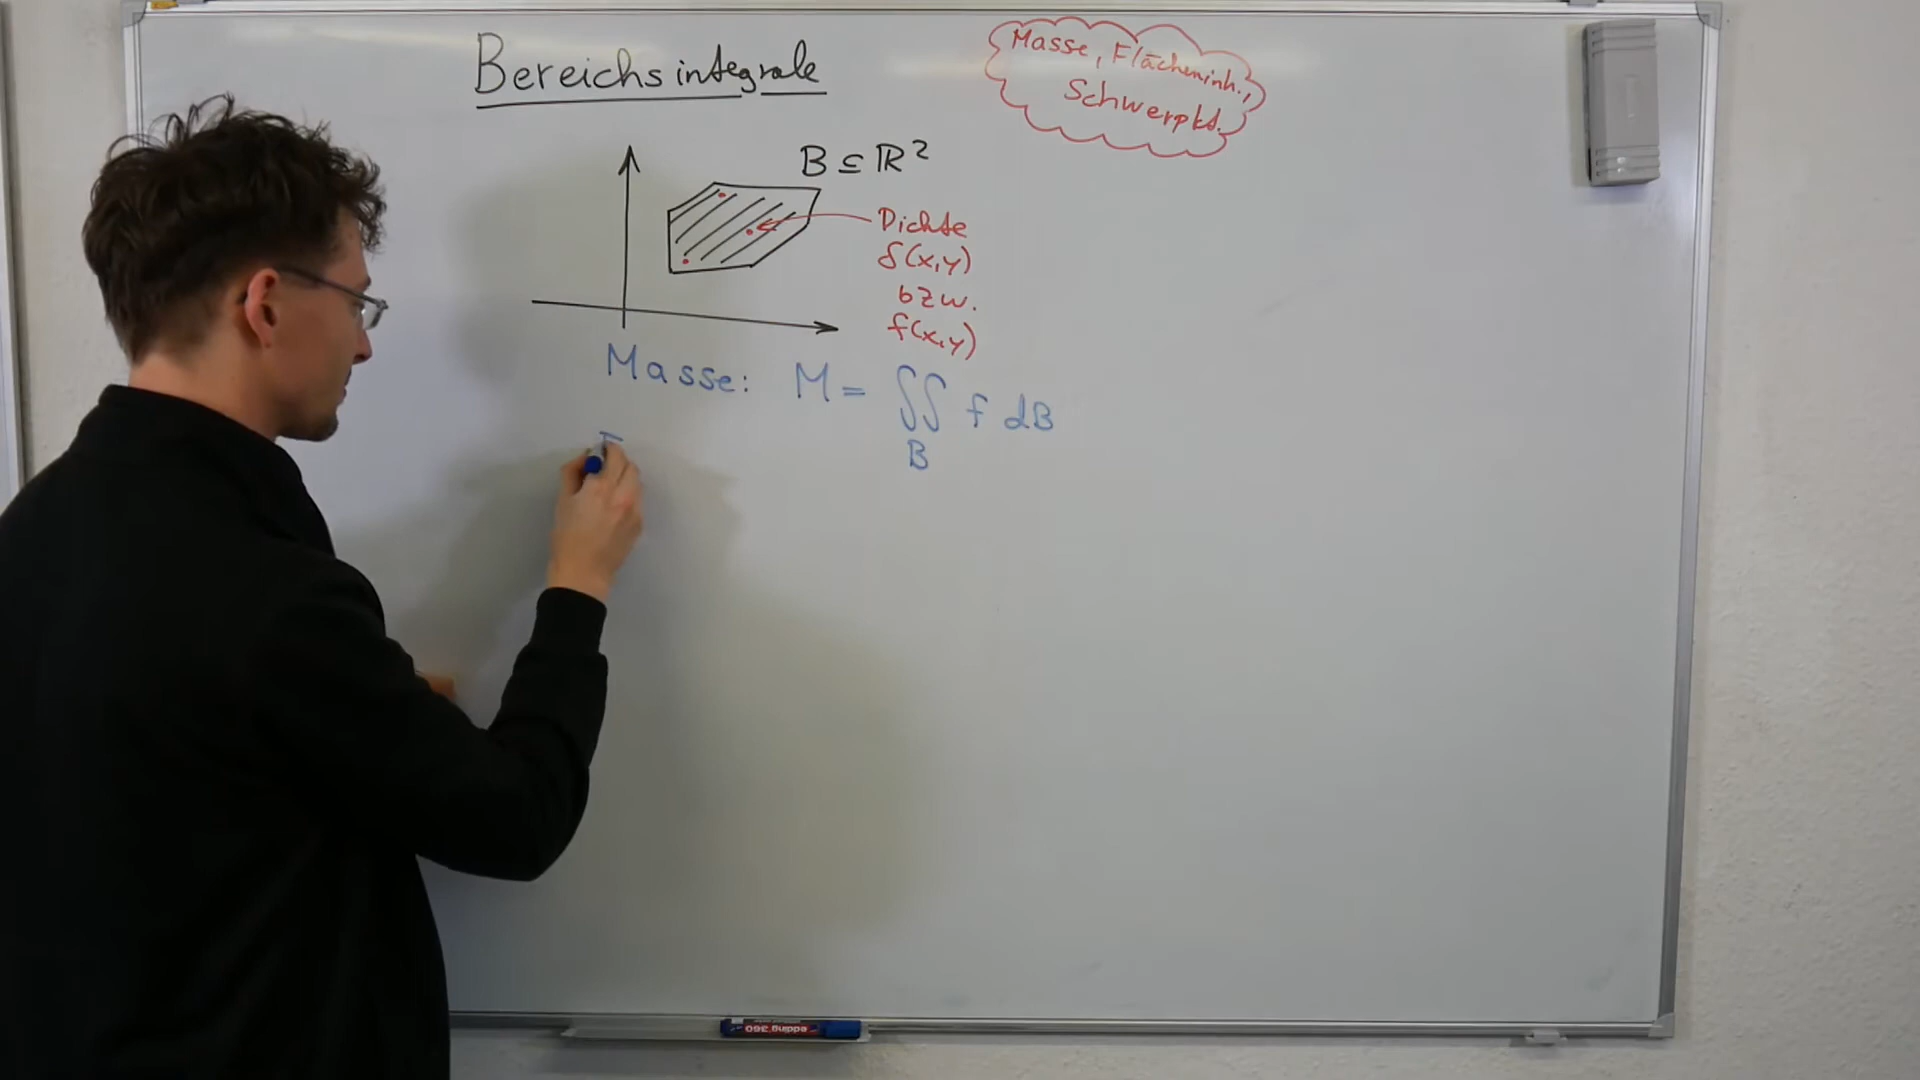 Bereichsintegrale
Masse, Flächeninh.,
Schwerpkt.
B ⊆ ℝ²
Dichte
δ(x,y)
bzw.
f(x,y)
Masse: M = ∬ f dB
B
edding 360